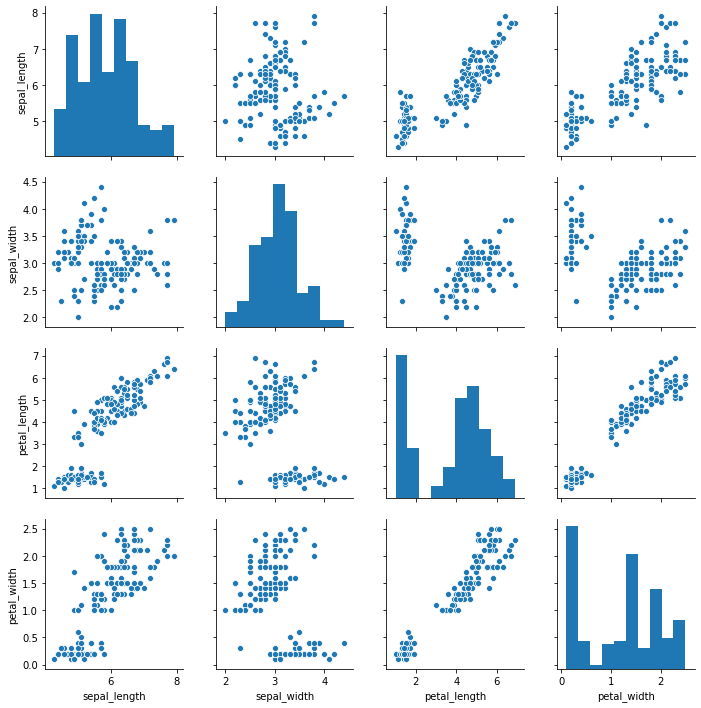 sepal_length
8
7
6
5
sepal_width
4.5
4.0
3.5
3.0
2.5
2.0
petal_length
7
6
5
4
3
2
1
petal_width
2.5
2.0
1.5
1.0
0.5
0.0
6 8
sepal_length
2 3 4
sepal_width
2 4 6
petal_length
0 1 2
petal_width